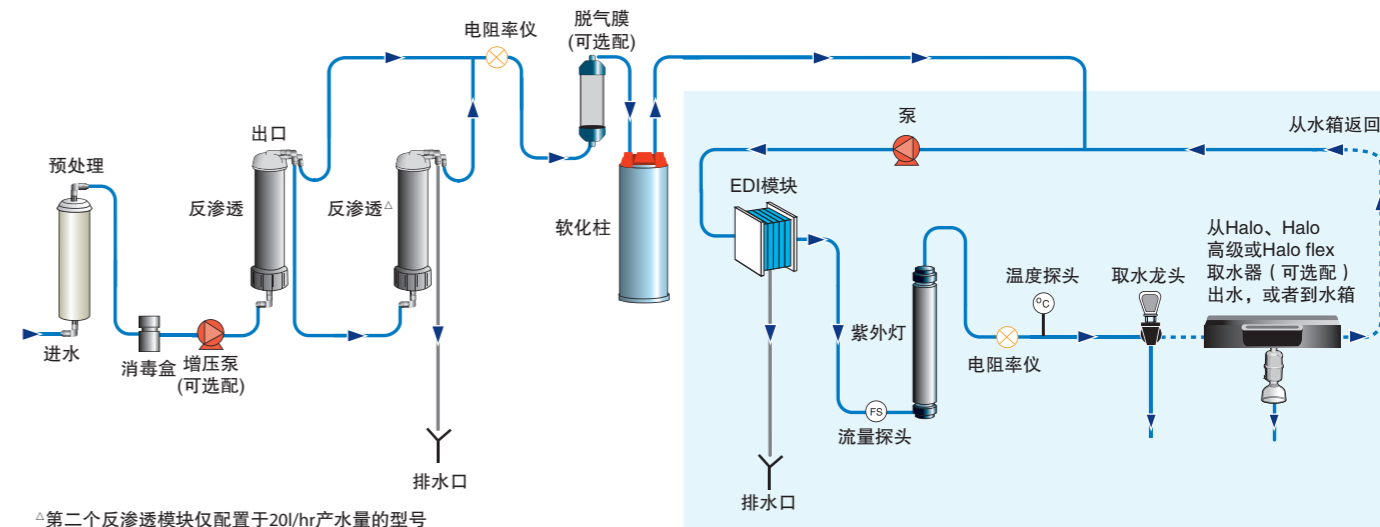 电阻率仪
脱气膜
(可选配)
泵
从水箱返回
出口
预处理
反渗透
反渗透△
软化柱
EDI模块
从Halo、Halo
高级或Halo flex
取水器（可选配）
出水，或者到水箱
温度探头
取水龙头
℃
紫外灯
进水
消毒盒
增压泵
(可选配)
电阻率仪
FS
流量探头
排水口
排水口
△第二个反渗透模块仅配置于20l/hr产水量的型号